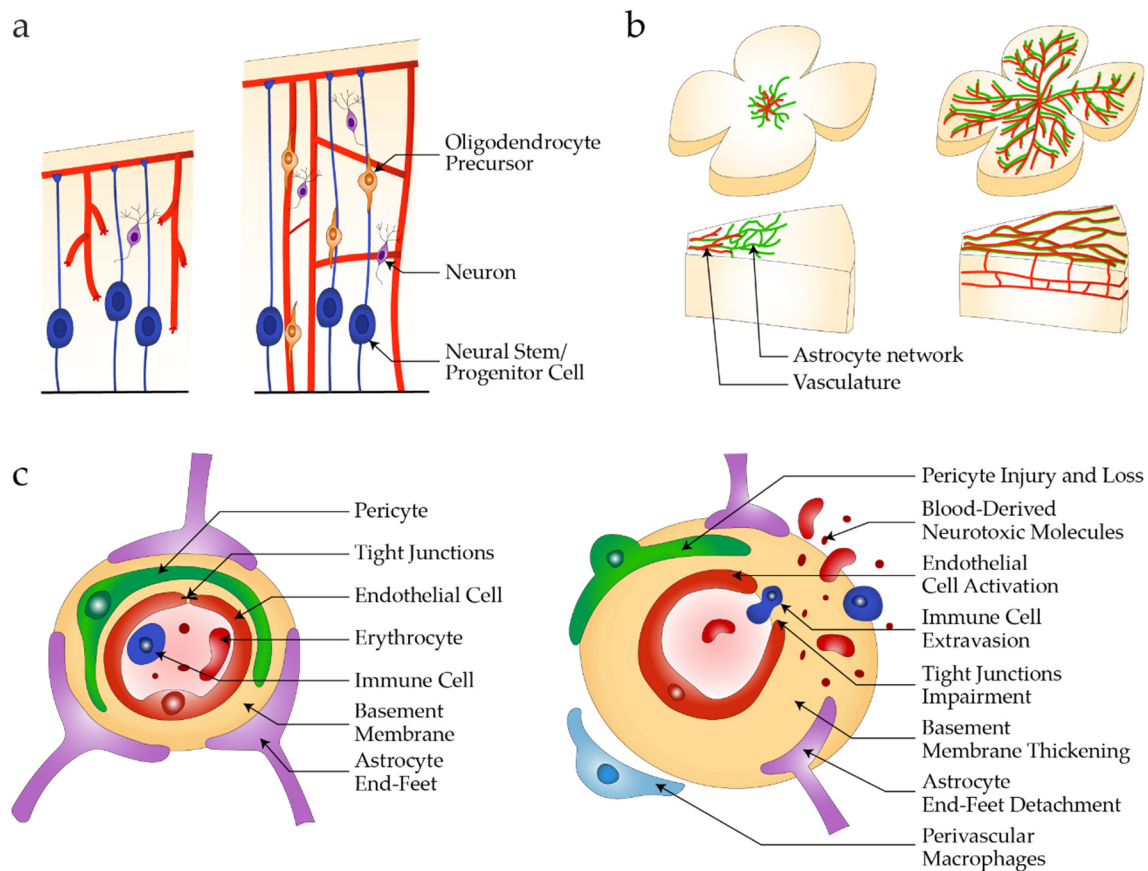 a
Oligodendrocyte
Precursor
Neuron
Neural Stem/
Progenitor Cell
b
Astrocyte network
Vasculature
c
Pericyte
Tight Junctions
Endothelial Cell
Erythrocyte
Immune Cell
Basement
Membrane
Astrocyte
End-Feet
Pericyte Injury and Loss
Blood-Derived
Neurotoxic Molecules
Endothelial
Cell Activation
Immune Cell
Extravasion
Tight Junctions
Impairment
Basement
Membrane Thickening
Astrocyte
End-Feet Detachment
Perivascular
Macrophages